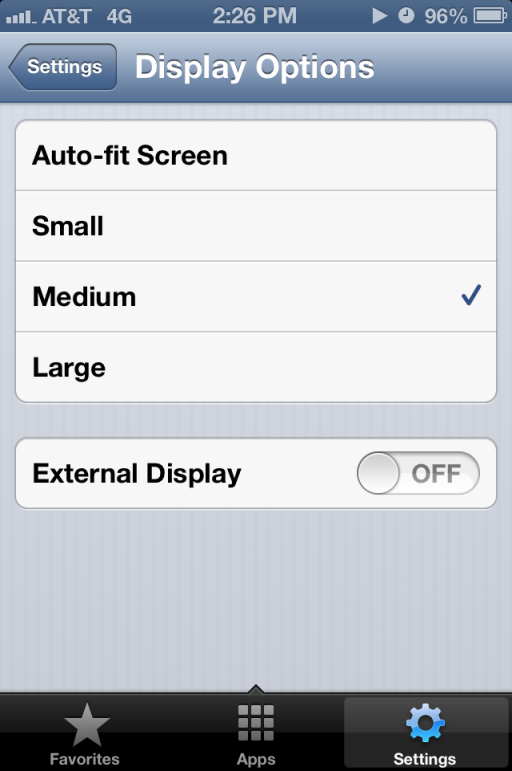 AT&T 4G 2:26 PM 96%
Settings Display Options
Auto-fit Screen
Small
Medium
Large
External Display OFF
Favorites Apps Settings